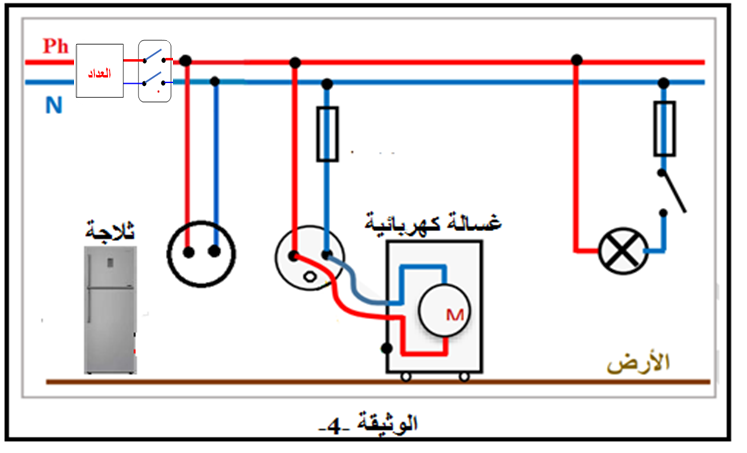 Ph
العداد
N
ثلاجة
غسالة كهربائية
M
الأرض
الوثيقة -4-